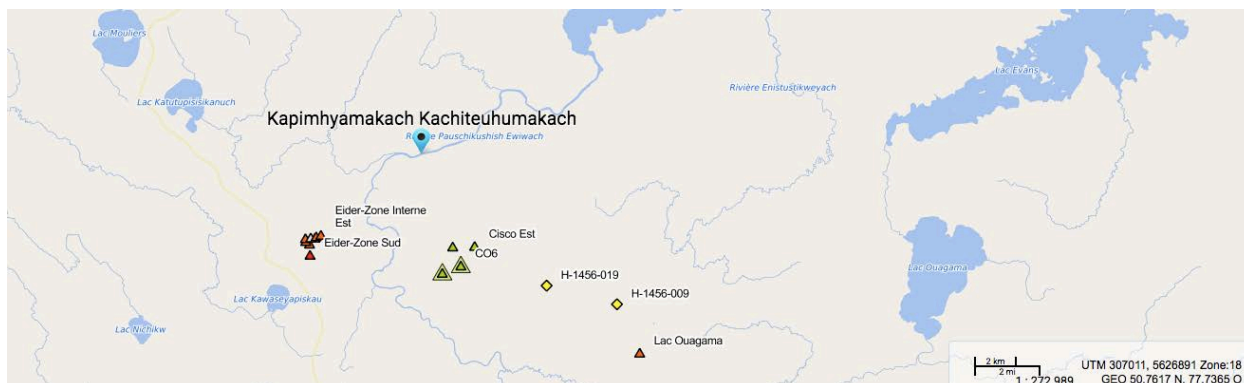 Lac Mouliers
Lac Evans
Lac Katutupisisikanuch
Rivière Enistustikweyach
Kapimhyamakach Kachiteuhumakach
Pauschikushish Ewiwach
Eider-Zone Interne
Est
Eider-Zone Sud
Cisco Est
CO6
Lac Ouagama
H-1456-019
H-1456-009
Lac Kawaseyapiskau
Lac Nichikw
Lac Ouagama
2 km
2 mi
1 : 272 989
UTM 307011, 5626891 Zone:18
GEO 50.7617 N, 77.7365 O